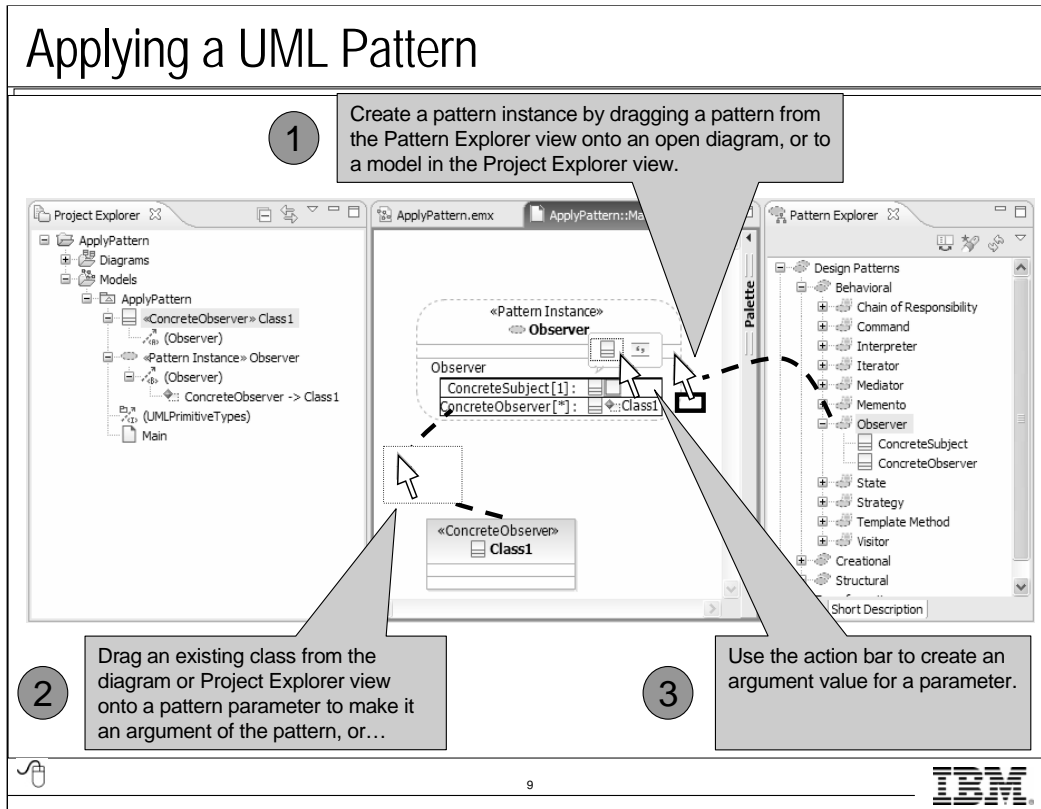 Applying a UML Pattern
1
Create a pattern instance by dragging a pattern from
the Pattern Explorer view onto an open diagram, or to
a model in the Project Explorer view.
Project Explorer
ApplyPattern
Diagrams
Models
ApplyPattern
«ConcreteObserver» Class1
(Observer)
«Pattern Instance» Observer
(Observer)
ConcreteObserver -> Class1
(UMLPrimitiveTypes)
Main
ApplyPattern.emx
ApplyPattern::Ma
Palette
«Pattern Instance»
Observer
Observer
ConcreteSubject[1]:
ConcreteObserver[*]: Class1
«ConcreteObserver»
Class1
Pattern Explorer
Design Patterns
Behavioral
Chain of Responsibility
Command
Interpreter
Iterator
Mediator
Memento
Observer
ConcreteSubject
ConcreteObserver
State
Strategy
Template Method
Visitor
Creational
Structural
Short Description
2
Drag an existing class from the
diagram or Project Explorer view
onto a pattern parameter to make it
an argument of the pattern, or…
3
Use the action bar to create an
argument value for a parameter.
9
IBM